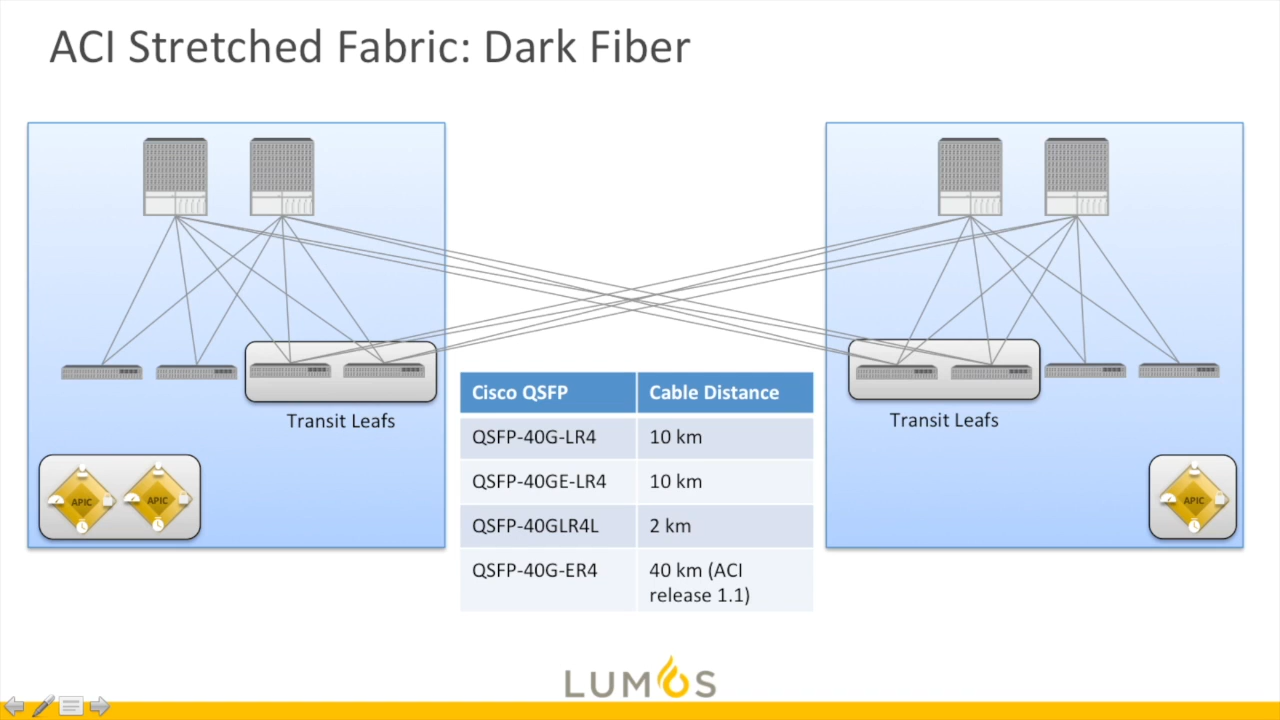 ACI Stretched Fabric: Dark Fiber
Transit Leafs
Transit Leafs
APIC
APIC
APIC
Cisco QSFP Cable Distance
QSFP-40G-LR4 10 km
QSFP-40GE-LR4 10 km
QSFP-40GLR4L 2 km
QSFP-40G-ER4 40 km (ACI
release 1.1)
LUMOS